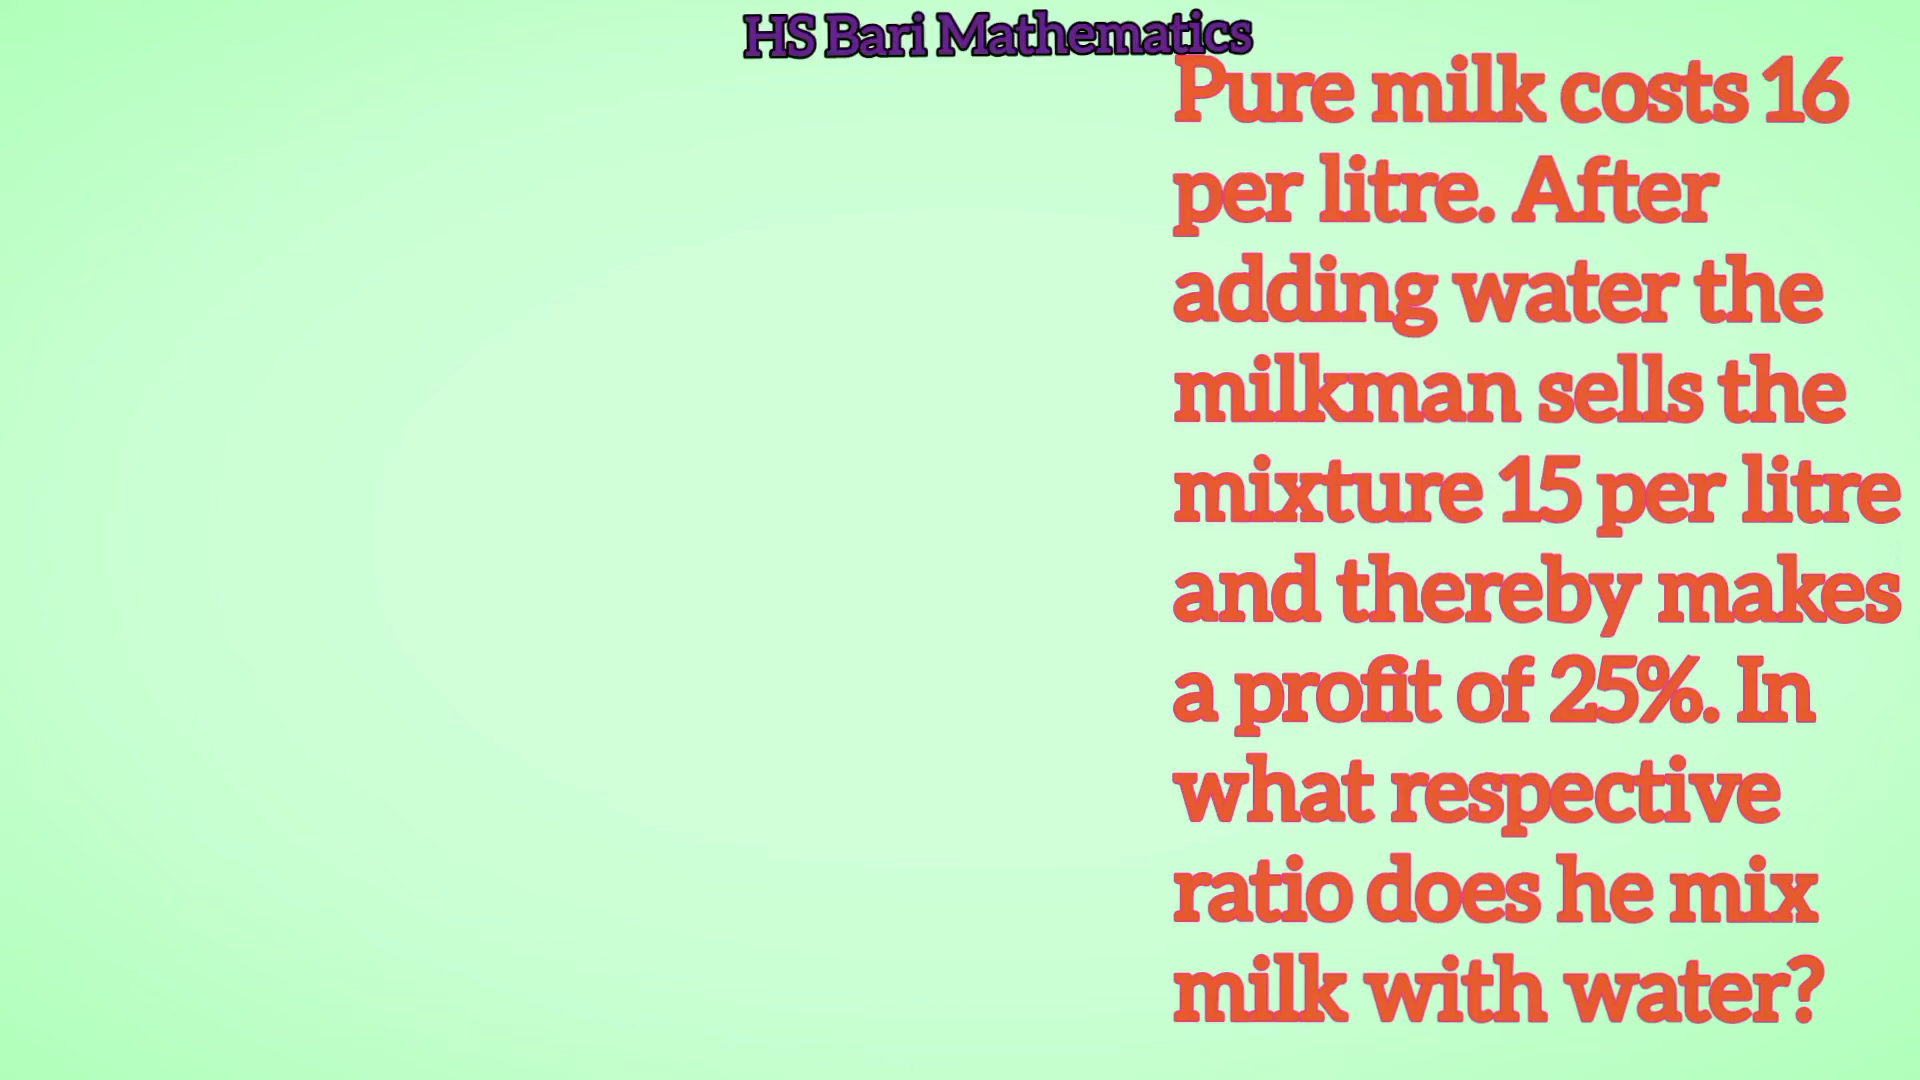 HS Bari Mathematics
Pure milk costs 16
per litre. After
adding water the
milkman sells the
mixture 15 per litre
and thereby makes
a profit of 25%. In
what respective
ratio does he mix
milk with water?